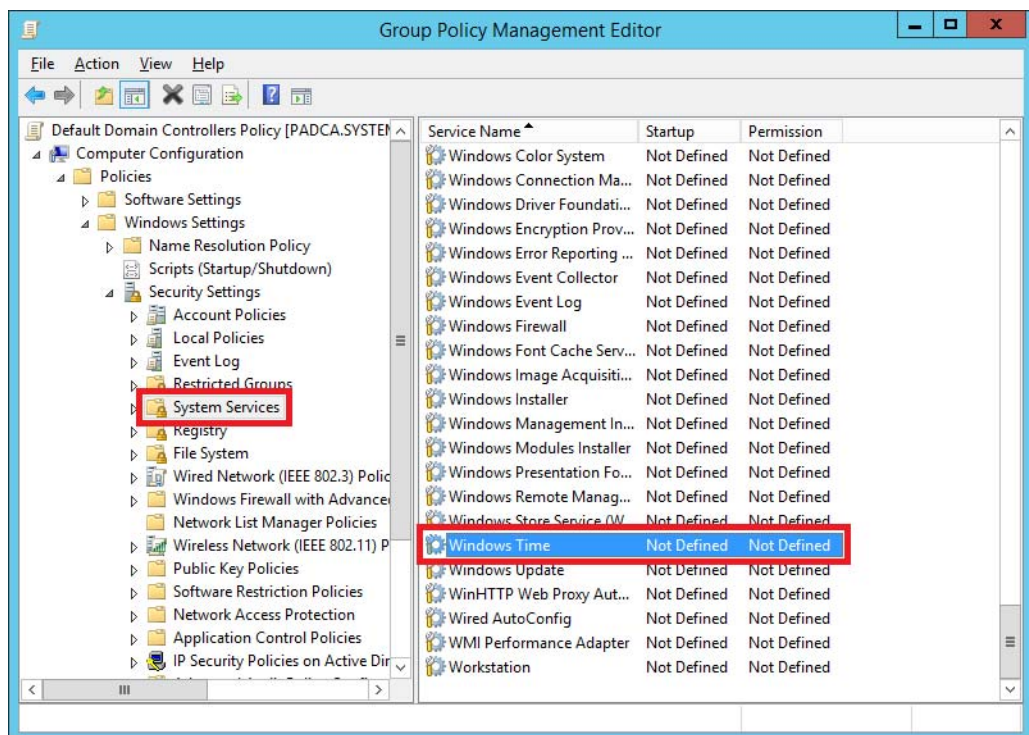 Group Policy Management Editor
File Action View Help
Default Domain Controllers Policy [PADCA.SYSTEM
Computer Configuration
Policies
Software Settings
Windows Settings
Name Resolution Policy
Scripts (Startup/Shutdown)
Security Settings
Account Policies
Local Policies
Event Log
Restricted Groups
System Services
Registry
File System
Wired Network (IEEE 802.3) Polic
Windows Firewall with Advance
Network List Manager Policies
Wireless Network (IEEE 802.11) P
Public Key Policies
Software Restriction Policies
Network Access Protection
Application Control Policies
IP Security Policies on Active Dir
Service Name Startup Permission
Windows Color System Not Defined Not Defined
Windows Connection Ma... Not Defined Not Defined
Windows Driver Foundati... Not Defined Not Defined
Windows Encryption Prov... Not Defined Not Defined
Windows Error Reporting ... Not Defined Not Defined
Windows Event Collector Not Defined Not Defined
Windows Event Log Not Defined Not Defined
Windows Firewall Not Defined Not Defined
Windows Font Cache Serv... Not Defined Not Defined
Windows Image Acquisiti... Not Defined Not Defined
Windows Installer Not Defined Not Defined
Windows Management In... Not Defined Not Defined
Windows Modules Installer Not Defined Not Defined
Windows Presentation Fo... Not Defined Not Defined
Windows Remote Manag... Not Defined Not Defined
Windows Store Service (W... Not Defined Not Defined
Windows Time Not Defined Not Defined
Windows Update Not Defined Not Defined
WinHTTP Web Proxy Aut... Not Defined Not Defined
Wired AutoConfig Not Defined Not Defined
WMI Performance Adapter Not Defined Not Defined
Workstation Not Defined Not Defined